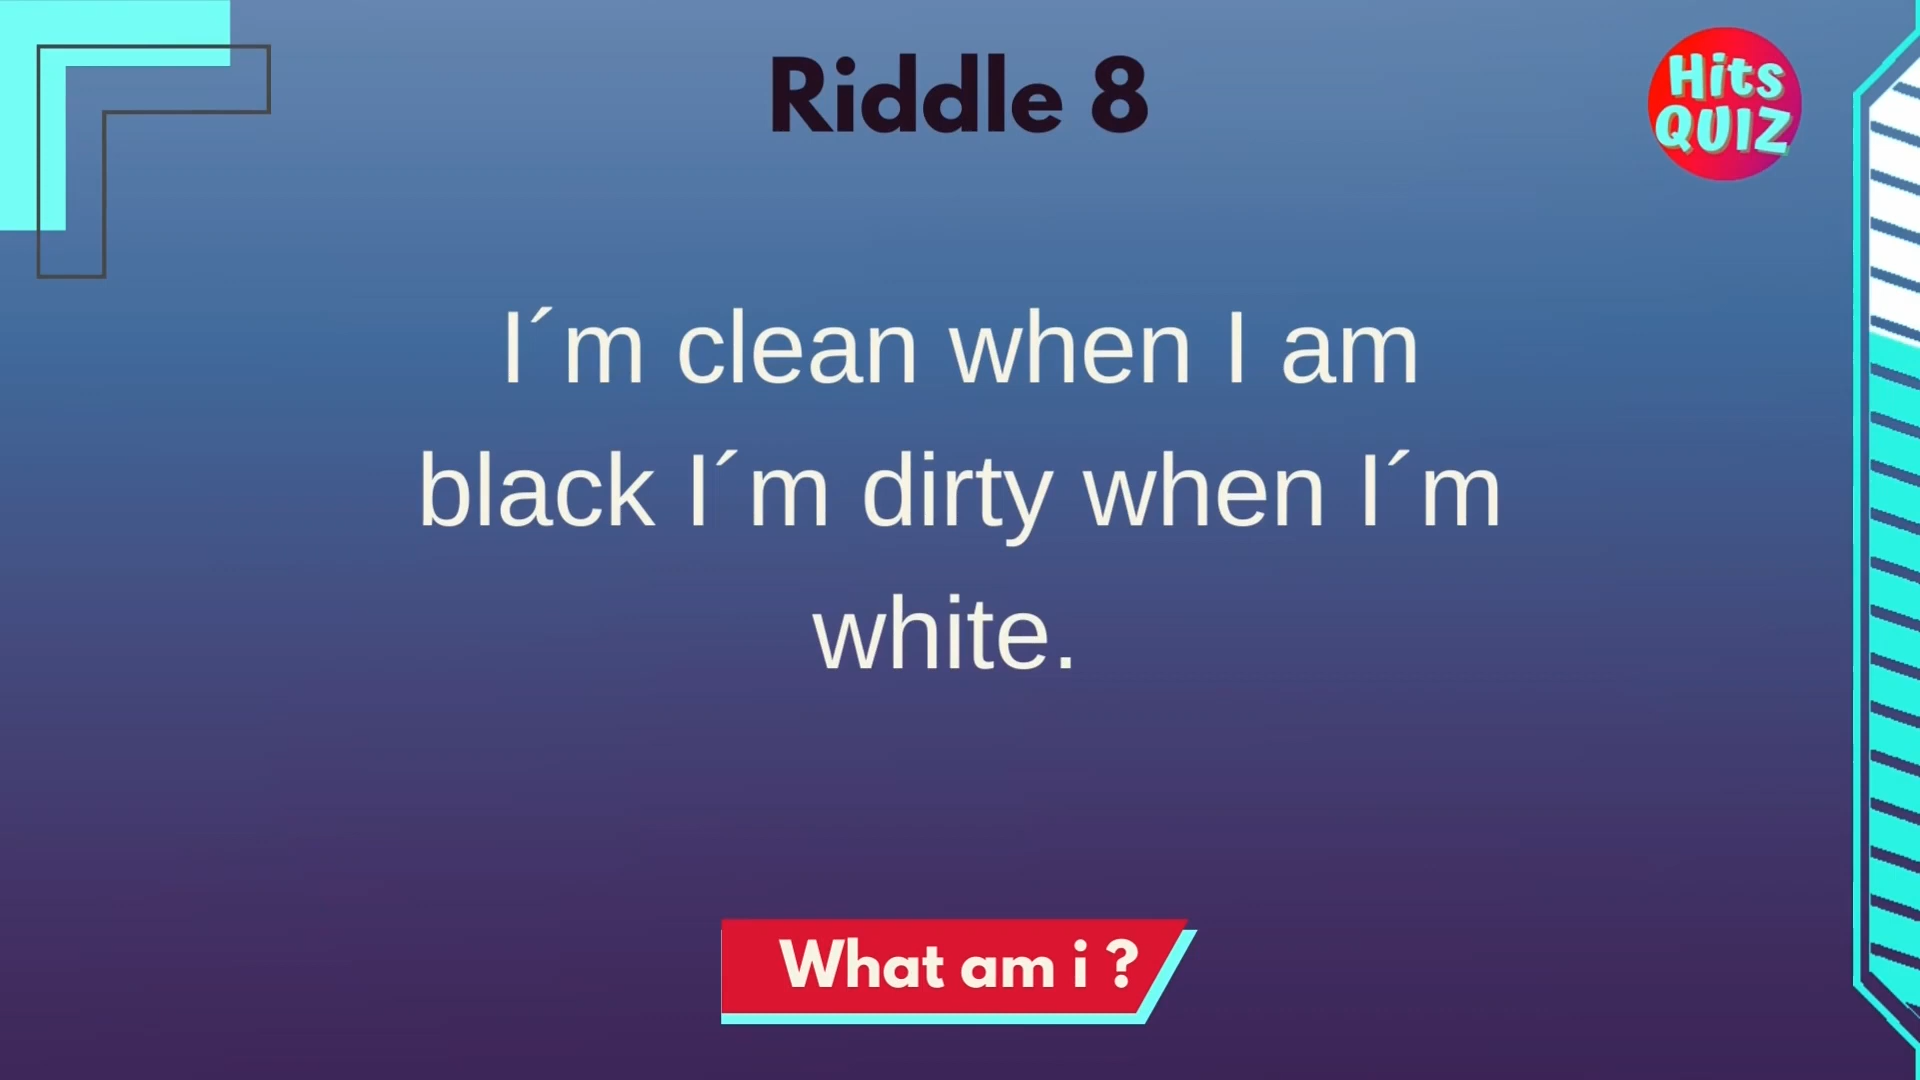 Riddle 8
Hits
QUIZ
I´m clean when I am
black I´m dirty when I´m
white.
What am i ?